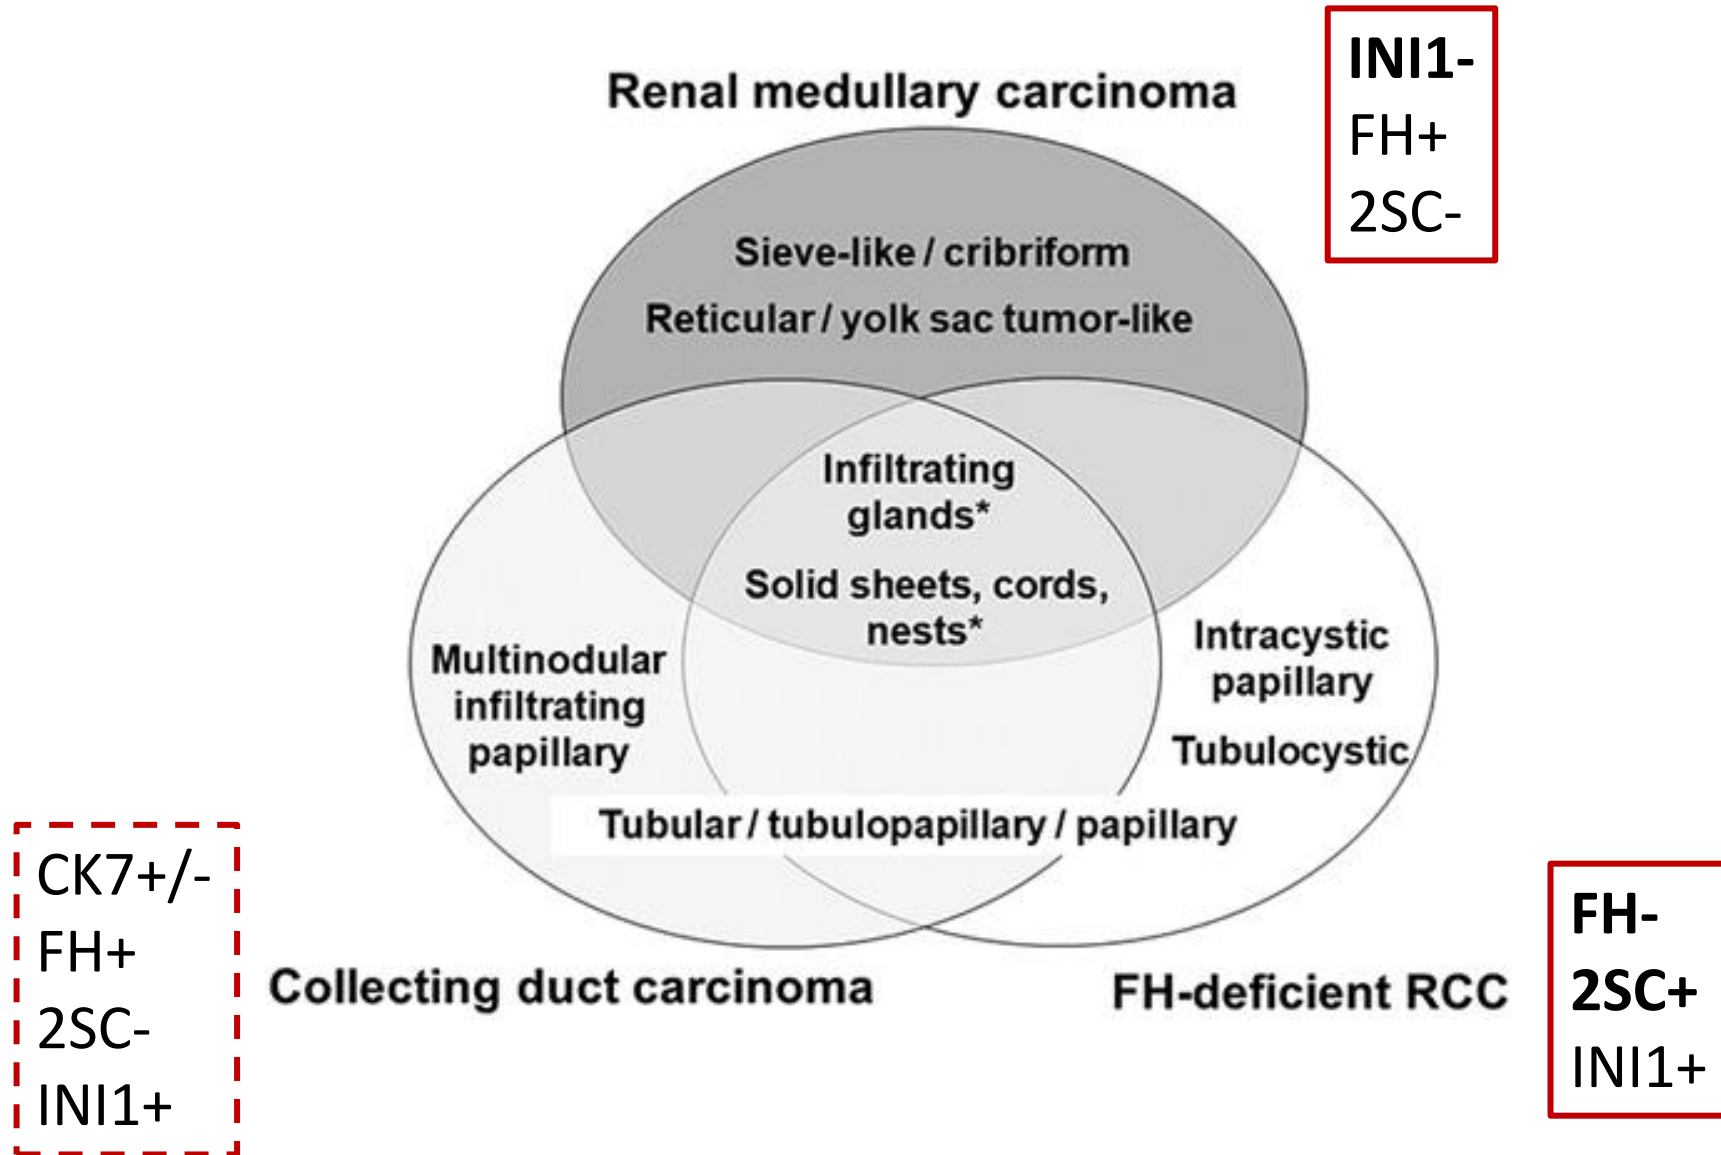 Renal medullary carcinoma
INI1-
FH+
2SC-
Sieve-like / cribriform
Reticular / yolk sac tumor-like
Infiltrating
glands*
Solid sheets, cords,
nests*
Multinodular
infiltrating
papillary
Intracystic
papillary
Tubulocystic
Tubular / tubulopapillary / papillary
CK7+/-
FH+
2SC-
INI1+
Collecting duct carcinoma
FH-deficient RCC
FH-
2SC+
INI1+